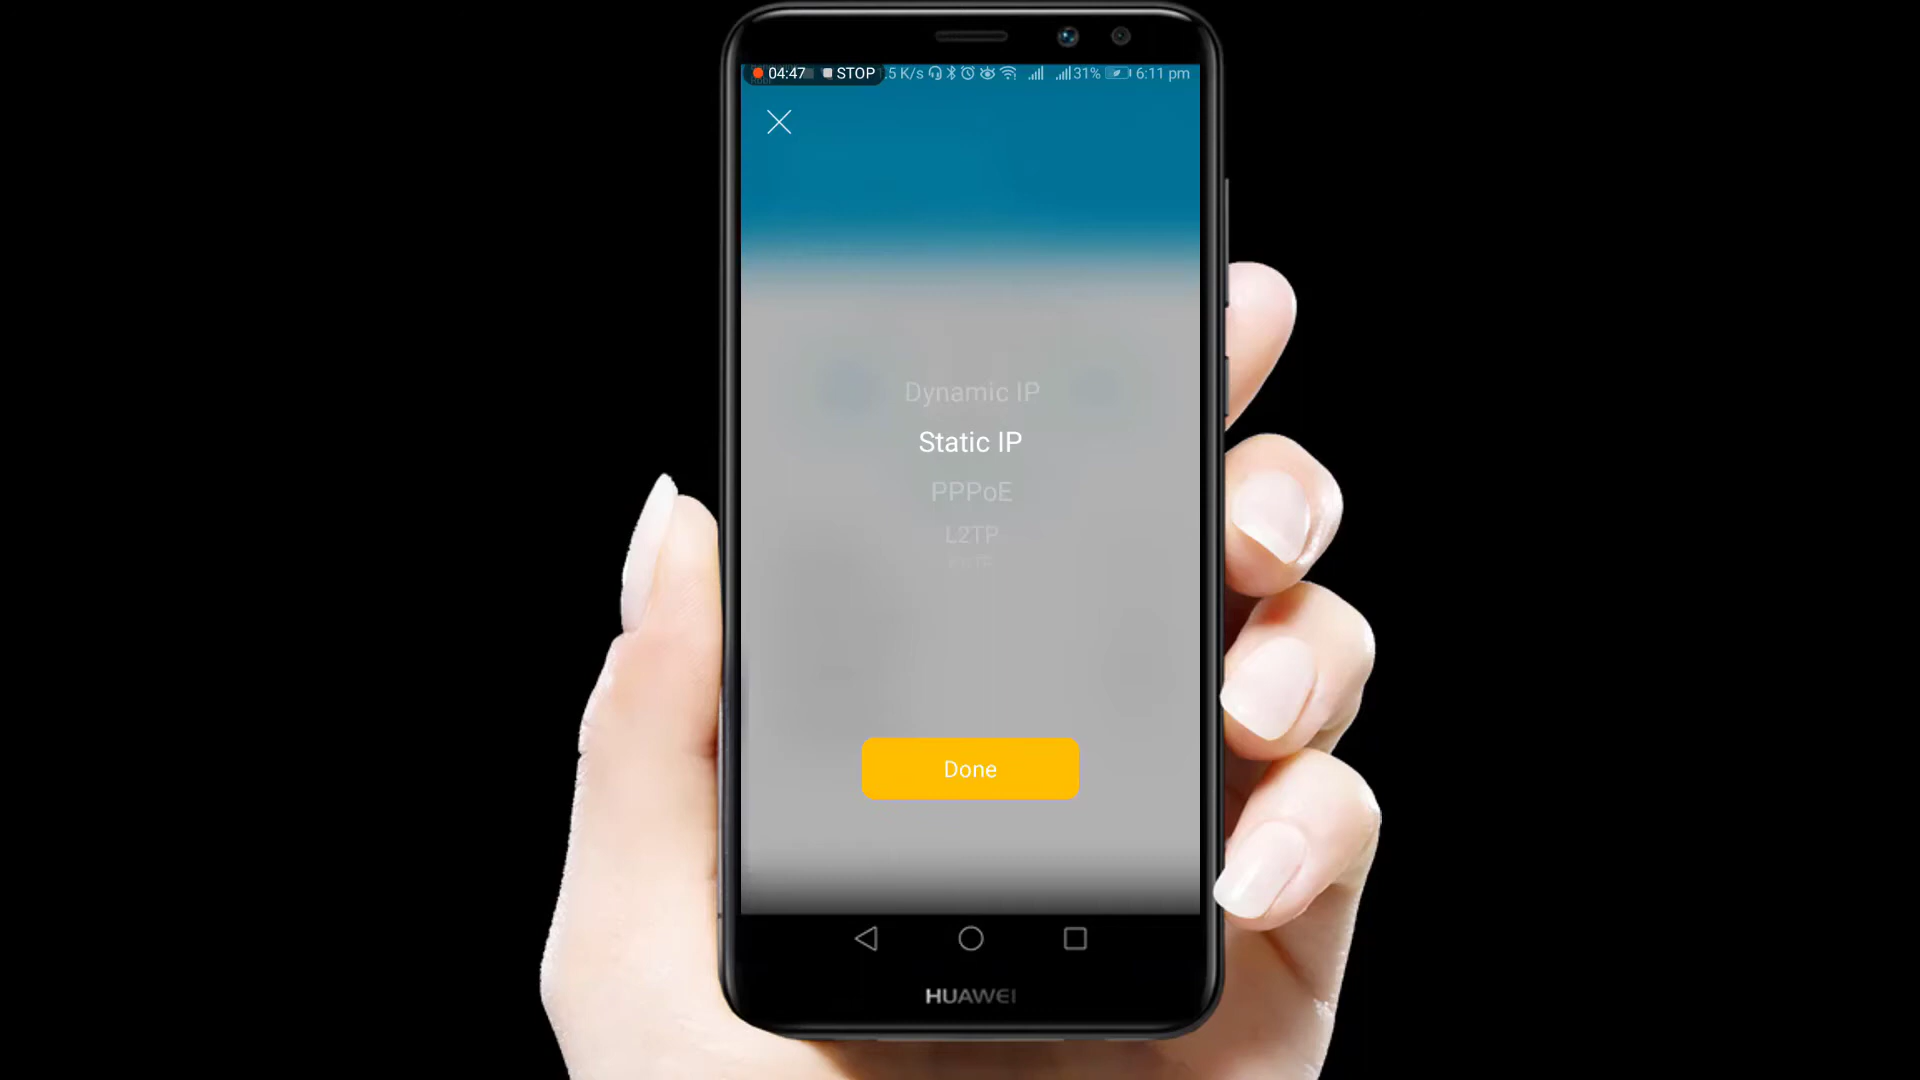 04:47 STOP .5 K/s 31% 6:11 pm
Dynamic IP
Static IP
PPPoE
L2TP
Done
HUAWEI